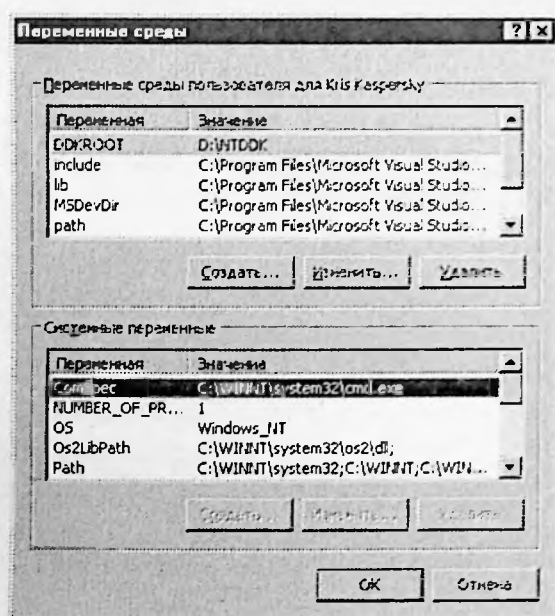 Переменные среды
Переменные среды пользователя для Kris Kaspersky
Переменная Значение
DDKROOT D:\NTDDK
include C:\Program Files\Microsoft Visual Studio...
lib C:\Program Files\Microsoft Visual Studio...
MSDevDir C:\Program Files\Microsoft Visual Studio...
path C:\Program Files\Microsoft Visual Studio...
Создать... Изменить... Удалить
Системные переменные
Переменная Значение
ComSpec C:\WINNT\system32\cmd.exe
NUMBER_OF_PR... 1
OS Windows_NT
Os2LibPath C:\WINNT\system32\os2\dll;
Path C:\WINNT\system32;C:\WINNT;C:\WIN...
Создать... Изменить... Удалить
OK Отмена